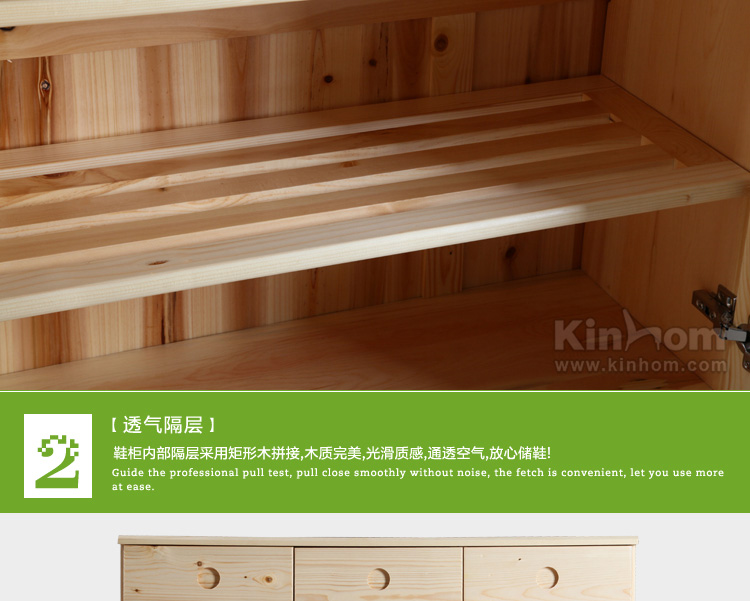 Kinhom
www.kinhom.com
2
【透气隔层】
鞋柜内部隔层采用矩形木拼接,木质完美,光滑质感,通透空气,放心储鞋!
Guide the professional pull test, pull close smoothly without noise, the fetch is convenient, let you use more
at ease.